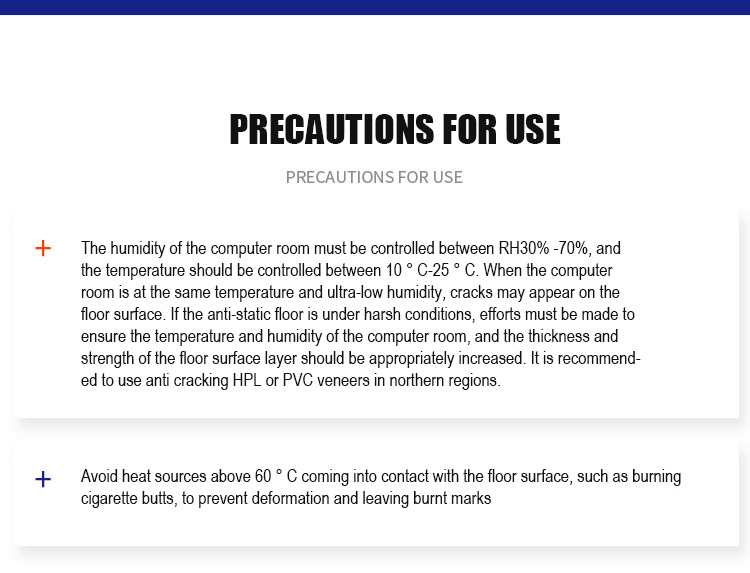 PRECAUTIONS FOR USE
PRECAUTIONS FOR USE
The humidity of the computer room must be controlled between RH30% -70%, and
the temperature should be controlled between 10 ° C-25 ° C. When the computer
room is at the same temperature and ultra-low humidity, cracks may appear on the
floor surface. If the anti-static floor is under harsh conditions, efforts must be made to
ensure the temperature and humidity of the computer room, and the thickness and
strength of the floor surface layer should be appropriately increased. It is recommend-
ed to use anti cracking HPL or PVC veneers in northern regions.
Avoid heat sources above 60 ° C coming into contact with the floor surface, such as burning
cigarette butts, to prevent deformation and leaving burnt marks